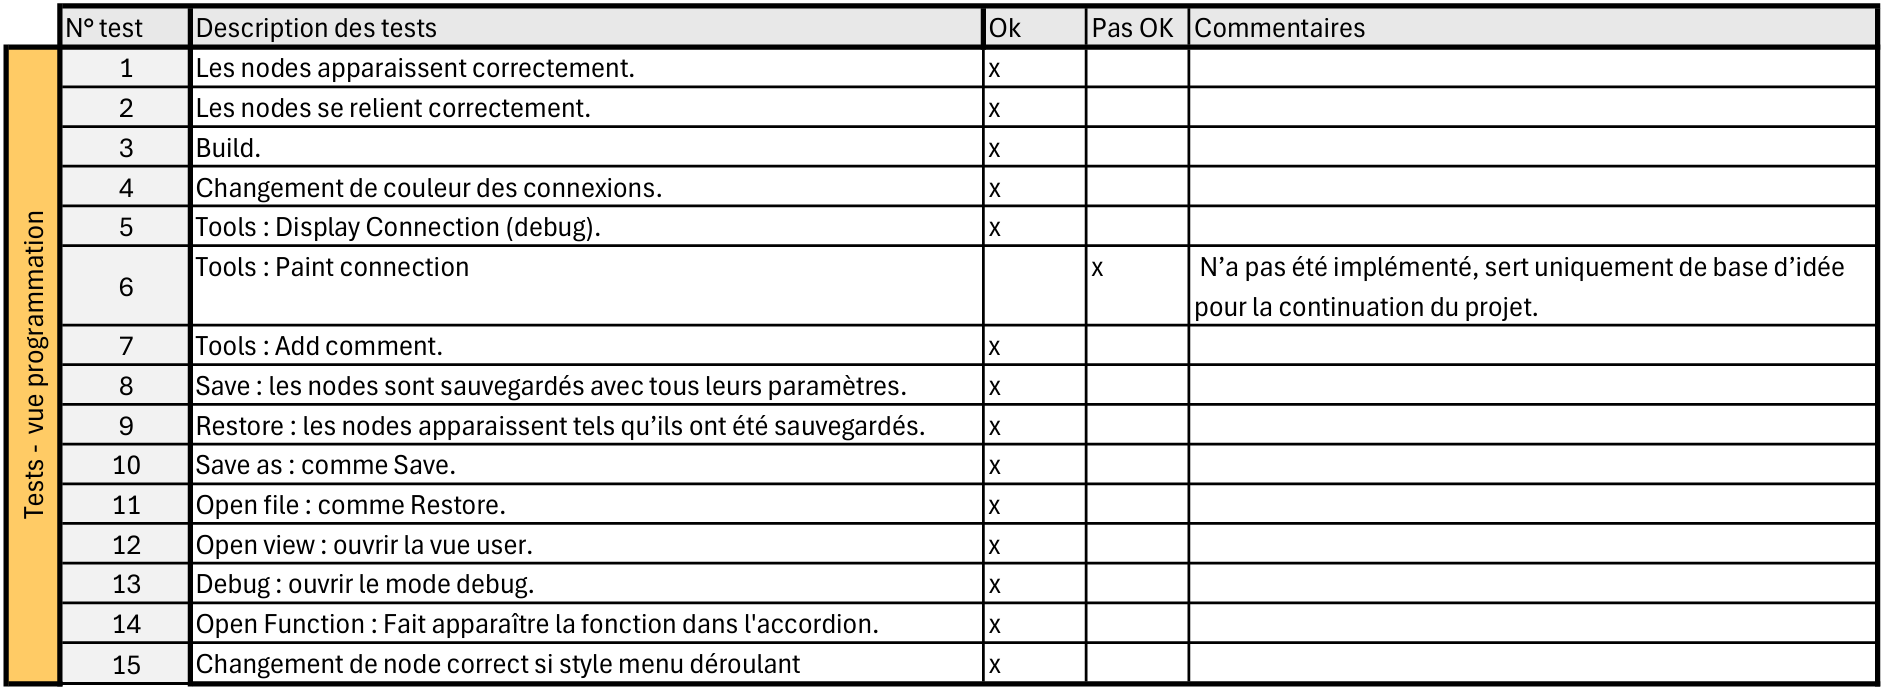 N° test Description des tests Ok Pas OK Commentaires
Tests - vue programmation
1 Les nodes apparaissent correctement. x
2 Les nodes se relient correctement. x
3 Build. x
4 Changement de couleur des connexions. x
5 Tools : Display Connection (debug). x
6 Tools : Paint connection x N’a pas été implémenté, sert uniquement de base d’idée
pour la continuation du projet.
7 Tools : Add comment. x
8 Save : les nodes sont sauvegardés avec tous leurs paramètres. x
9 Restore : les nodes apparaissent tels qu’ils ont été sauvegardés. x
10 Save as : comme Save. x
11 Open file : comme Restore. x
12 Open view : ouvrir la vue user. x
13 Debug : ouvrir le mode debug. x
14 Open Function : Fait apparaître la fonction dans l'accordion. x
15 Changement de node correct si style menu déroulant x